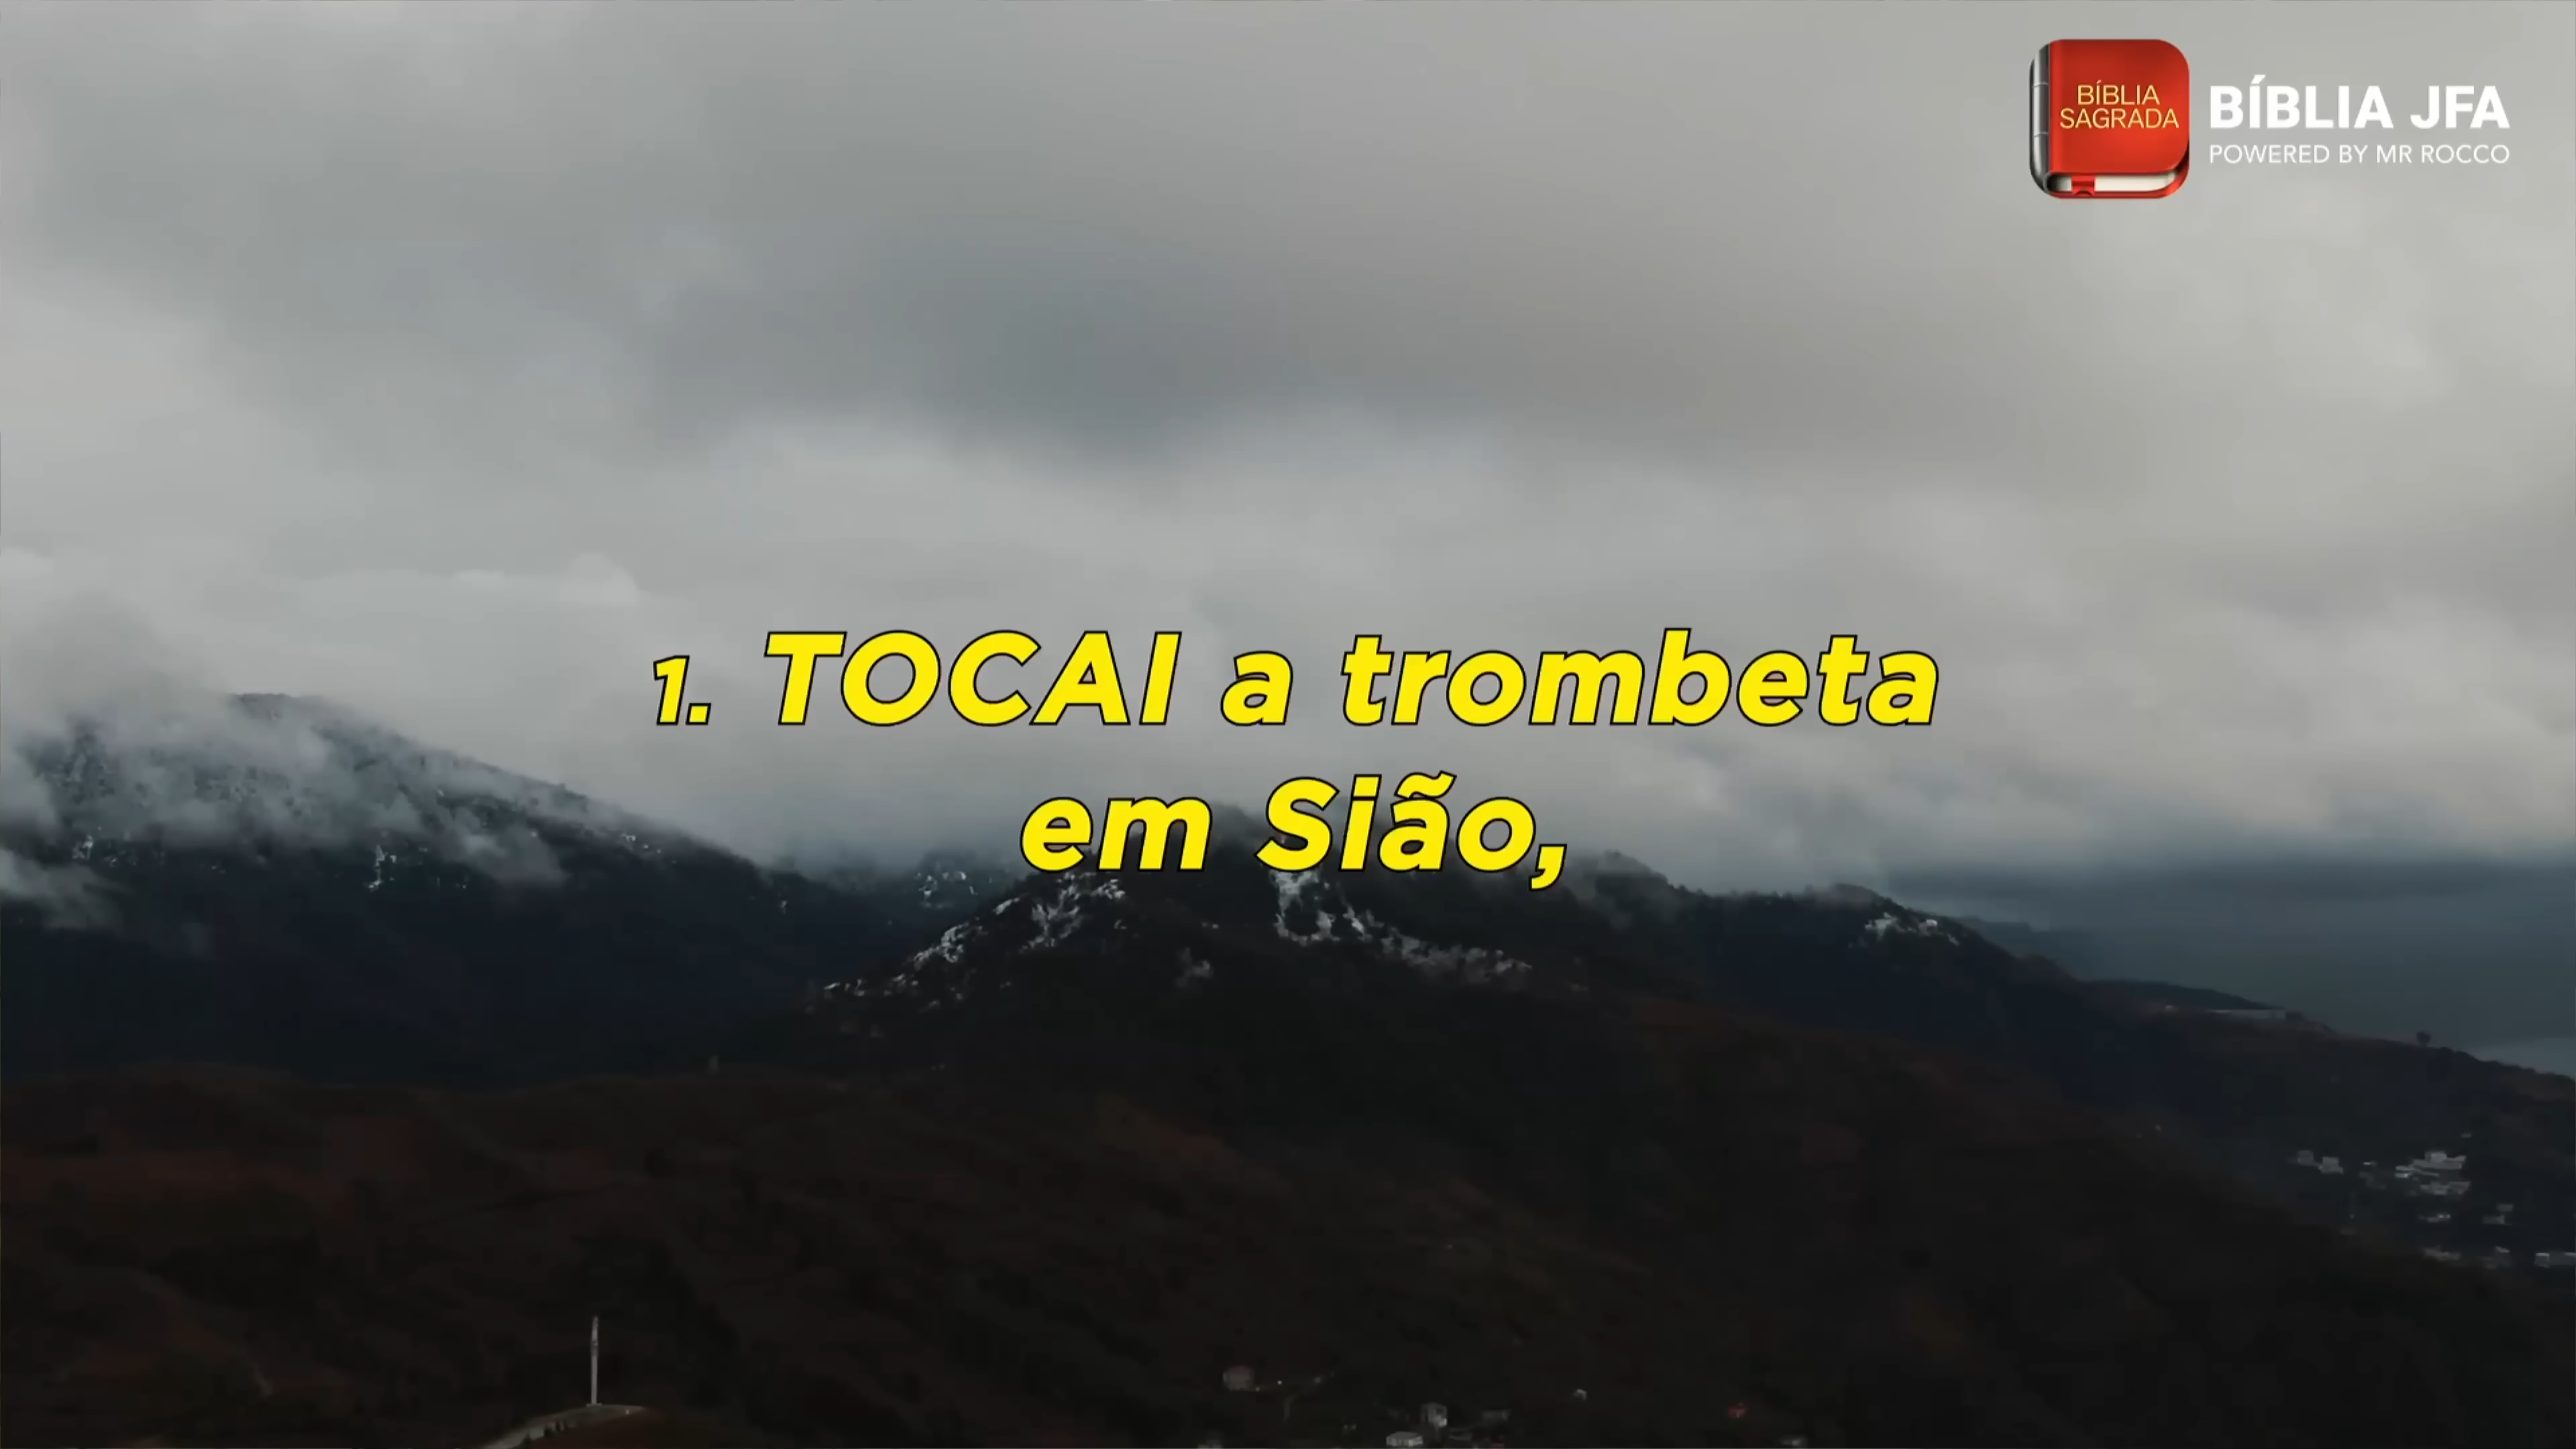 BÍBLIA
SAGRADA
BÍBLIA JFA
POWERED BY MR ROCCO
1. TOCAI a trombeta
em Sião,